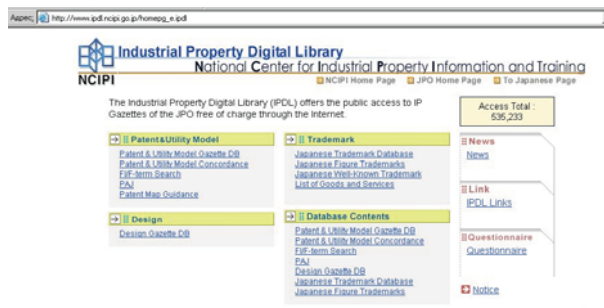 Адрес: http://www.ipdl.ncipi.go.jp/homepg_e.ipdl
Industrial Property Digital Library
National Center for Industrial Property Information and Training
NCIPI
NCIPI Home Page JPO Home Page To Japanese Page
The Industrial Property Digital Library (IPDL) offers the public access to IP
Gazettes of the JPO free of charge through the Internet.
Access Total :
535,233
Patent&Utility Model
Patent & Utility Model Gazette DB
Patent & Utility Model Concordance
FI/F-term Search
PAJ
Patent Map Guidance
Trademark
Japanese Trademark Database
Japanese Figure Trademarks
Japanese Well-Known Trademark
List of Goods and Services
News
News
Design
Design Gazette DB
Database Contents
Patent & Utility Model Gazette DB
Patent & Utility Model Concordance
FI/F-term Search
PAJ
Design Gazette DB
Japanese Trademark Database
Japanese Figure Trademarks
Link
IPDL Links
Questionnaire
Questionnaire
Notice